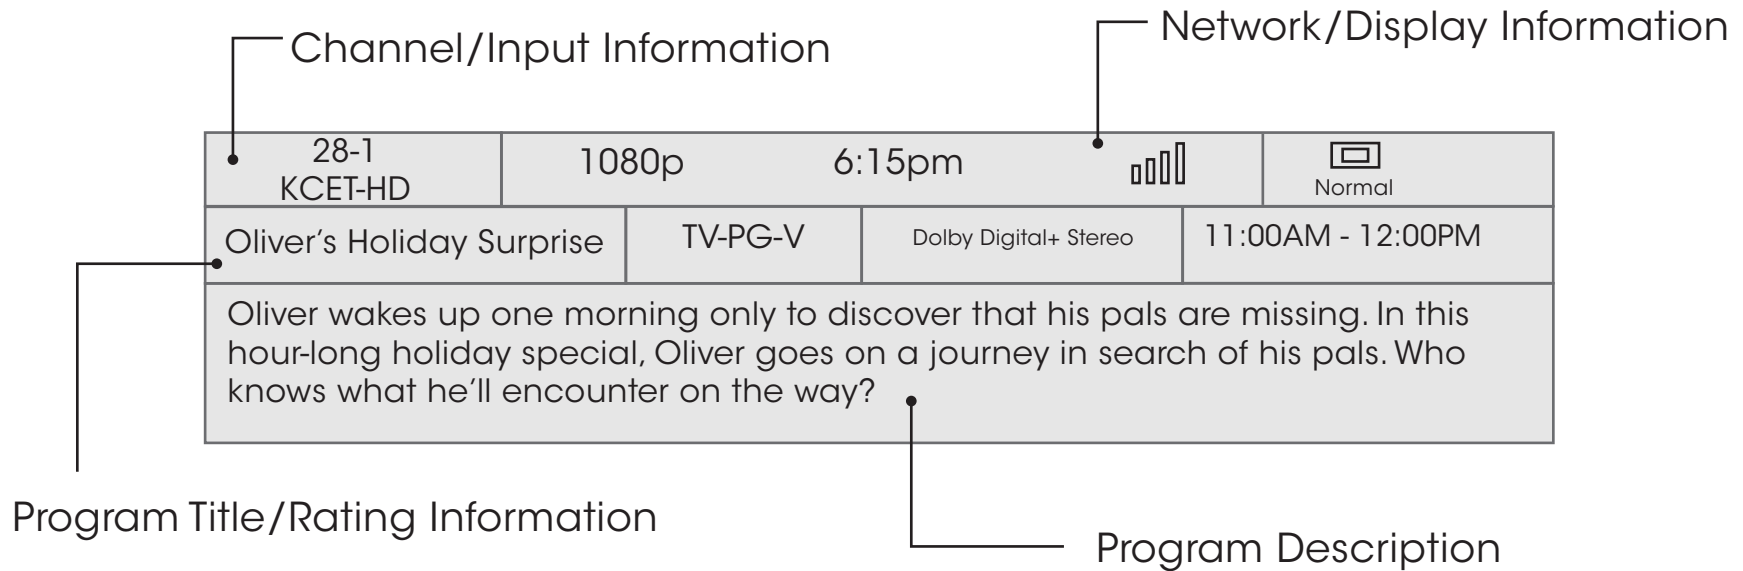 Network/Display Information
Channel/Input Information
28-1
KCET-HD
1080p
6:15pm
Normal
Oliver’s Holiday Surprise
TV-PG-V
Dolby Digital+ Stereo
11:00AM - 12:00PM
Oliver wakes up one morning only to discover that his pals are missing. In this
hour-long holiday special, Oliver goes on a journey in search of his pals. Who
knows what he’ll encounter on the way?
Program Title/Rating Information
Program Description